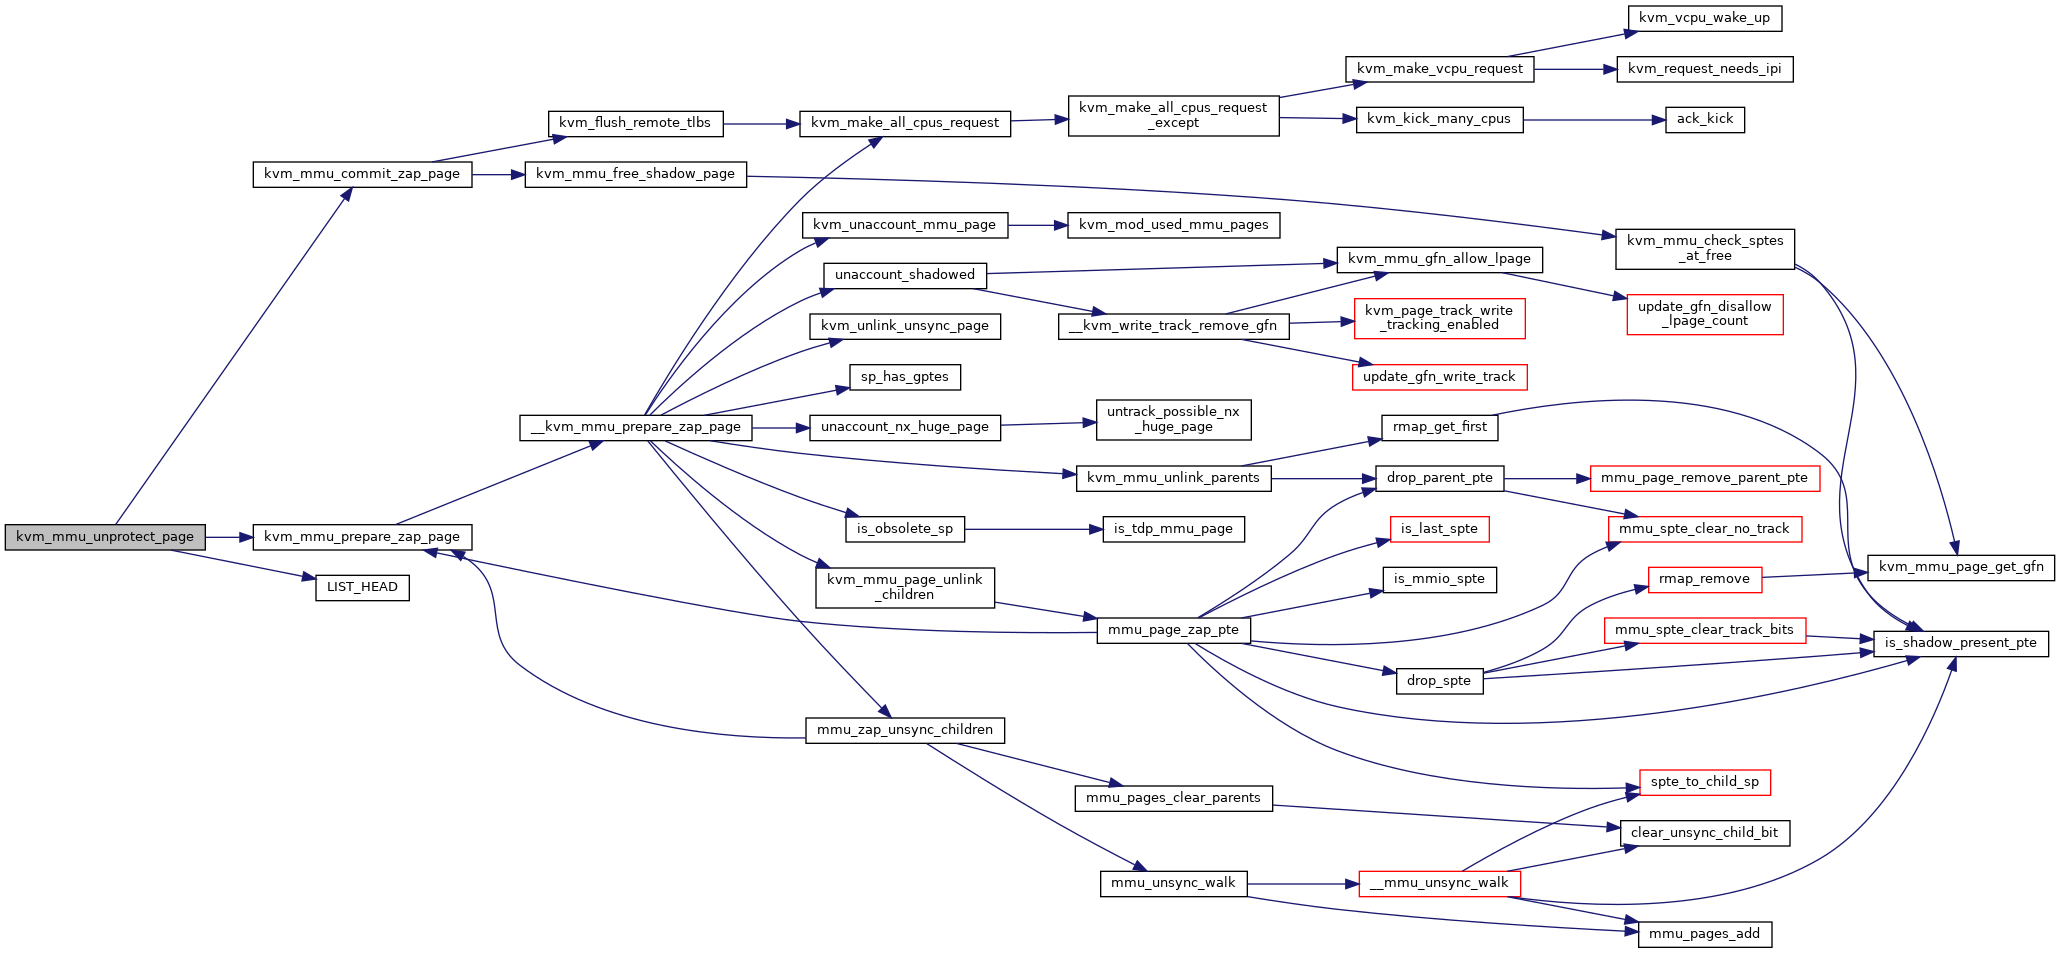 kvm_vcpu_wake_up
kvm_make_vcpu_request
kvm_request_needs_ipi
kvm_flush_remote_tlbs
kvm_make_all_cpus_request
kvm_make_all_cpus_request
_except
kvm_kick_many_cpus
ack_kick
kvm_mmu_commit_zap_page
kvm_mmu_free_shadow_page
kvm_unaccount_mmu_page
kvm_mod_used_mmu_pages
kvm_mmu_check_sptes
_at_free
unaccount_shadowed
kvm_mmu_gfn_allow_lpage
kvm_unlink_unsync_page
__kvm_write_track_remove_gfn
kvm_page_track_write
_tracking_enabled
update_gfn_disallow
_lpage_count
sp_has_gptes
update_gfn_write_track
__kvm_mmu_prepare_zap_page
unaccount_nx_huge_page
untrack_possible_nx
_huge_page
rmap_get_first
kvm_mmu_unlink_parents
drop_parent_pte
mmu_page_remove_parent_pte
kvm_mmu_unprotect_page
kvm_mmu_prepare_zap_page
is_obsolete_sp
is_tdp_mmu_page
is_last_spte
mmu_spte_clear_no_track
LIST_HEAD
kvm_mmu_page_unlink
_children
is_mmio_spte
rmap_remove
kvm_mmu_page_get_gfn
mmu_page_zap_pte
mmu_spte_clear_track_bits
is_shadow_present_pte
drop_spte
mmu_zap_unsync_children
mmu_pages_clear_parents
spte_to_child_sp
clear_unsync_child_bit
mmu_unsync_walk
__mmu_unsync_walk
mmu_pages_add